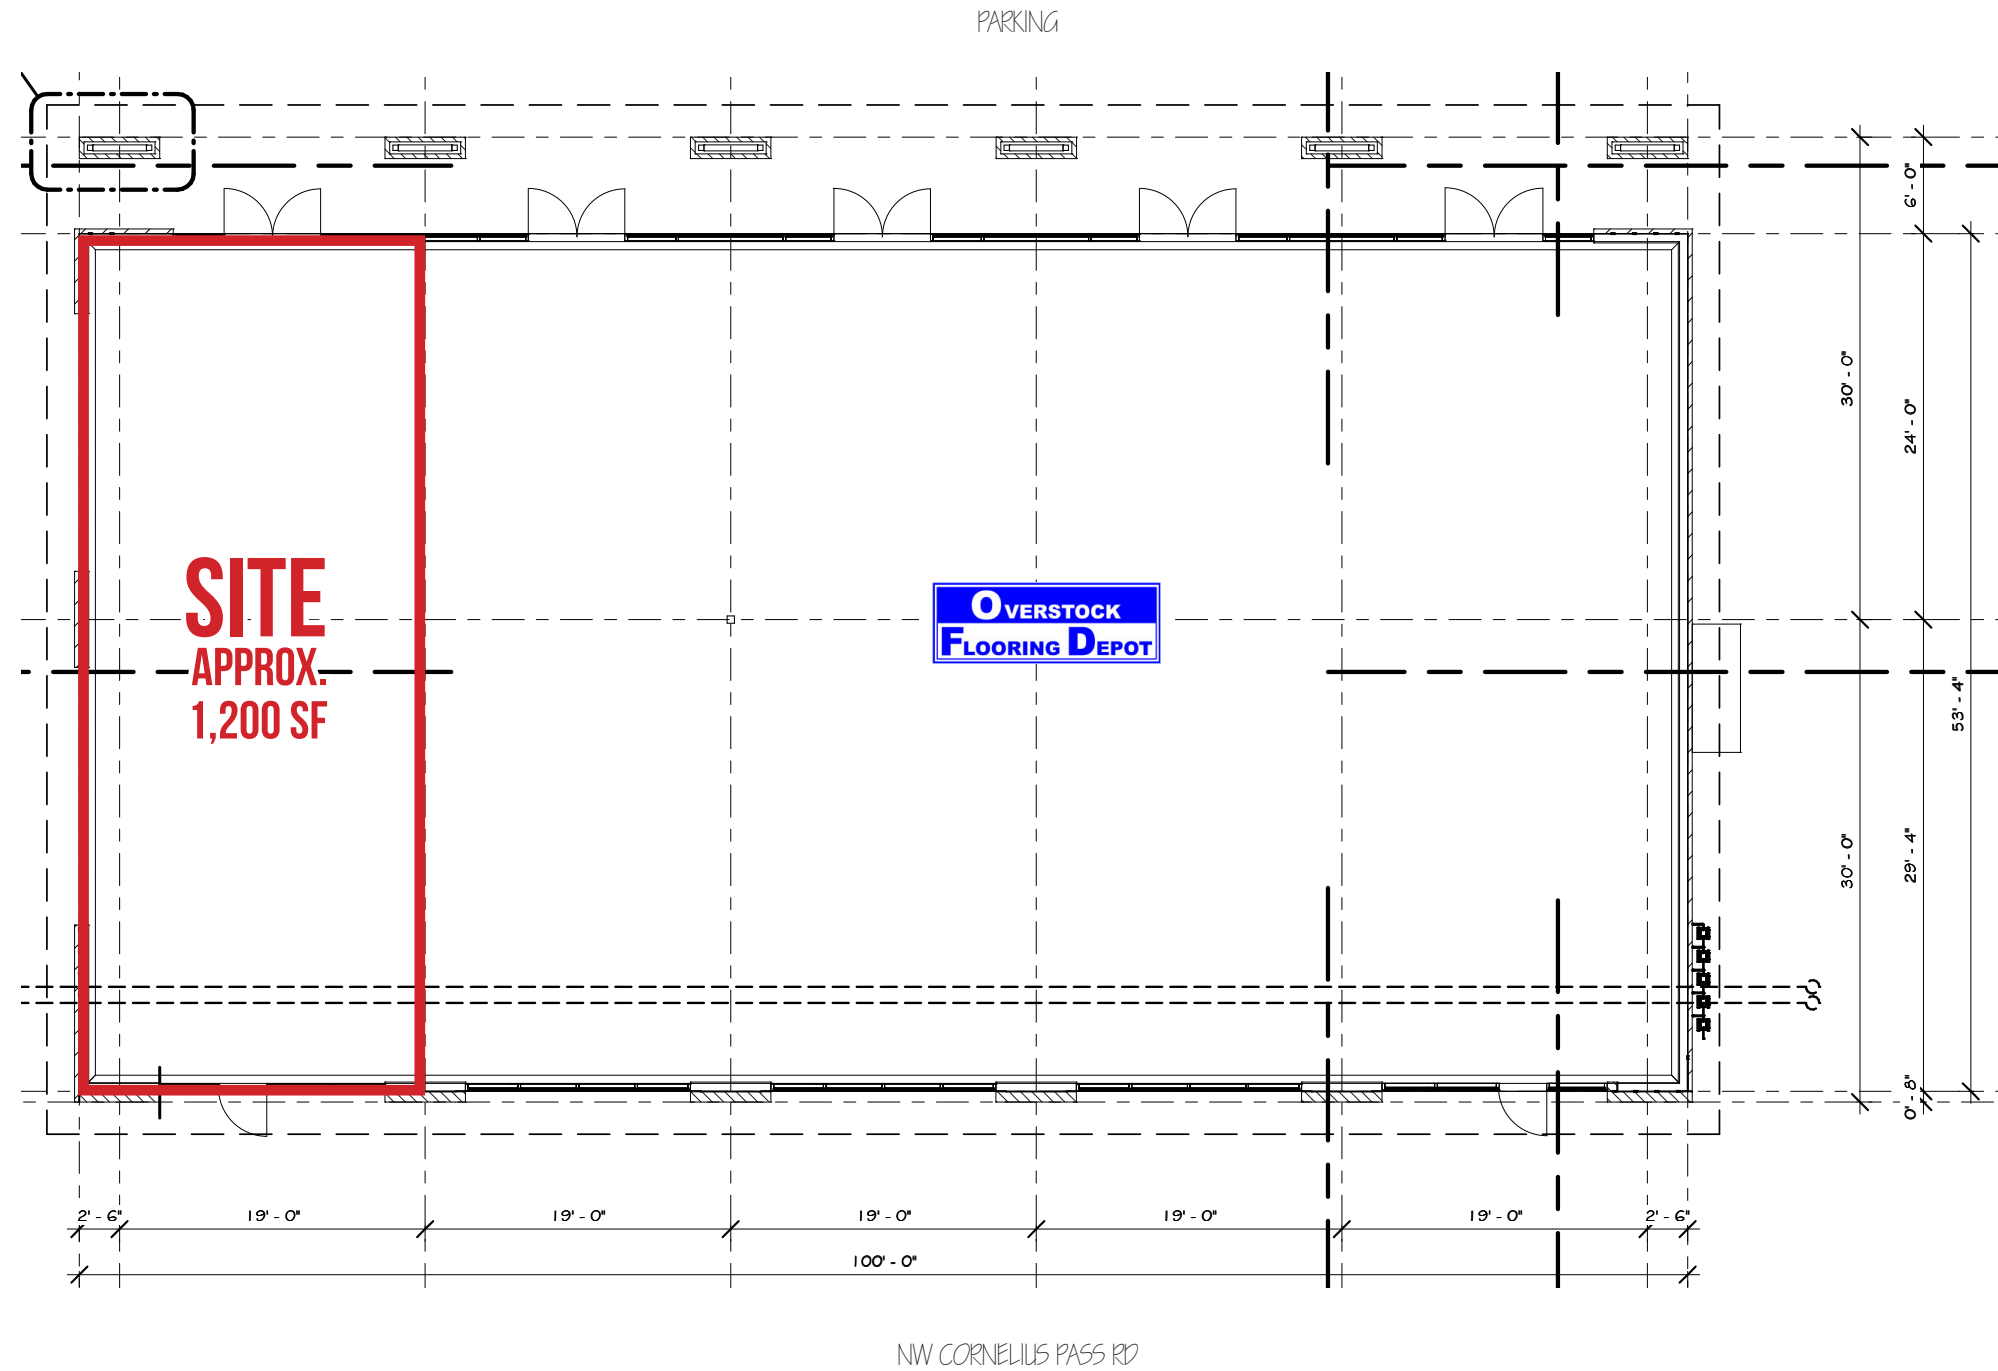 PARKING
6' - 0"
30' - 0"
24' - 0"
SITE
APPROX.
1,200 SF
OVERSTOCK
FLOORING DEPOT
53' - 4"
30' - 0"
29' - 4"
0' - 8"
2' - 6"
19' - 0"
19' - 0"
19' - 0"
19' - 0"
19' - 0"
2' - 6"
100' - 0"
NW CORNELIUS PASS RD